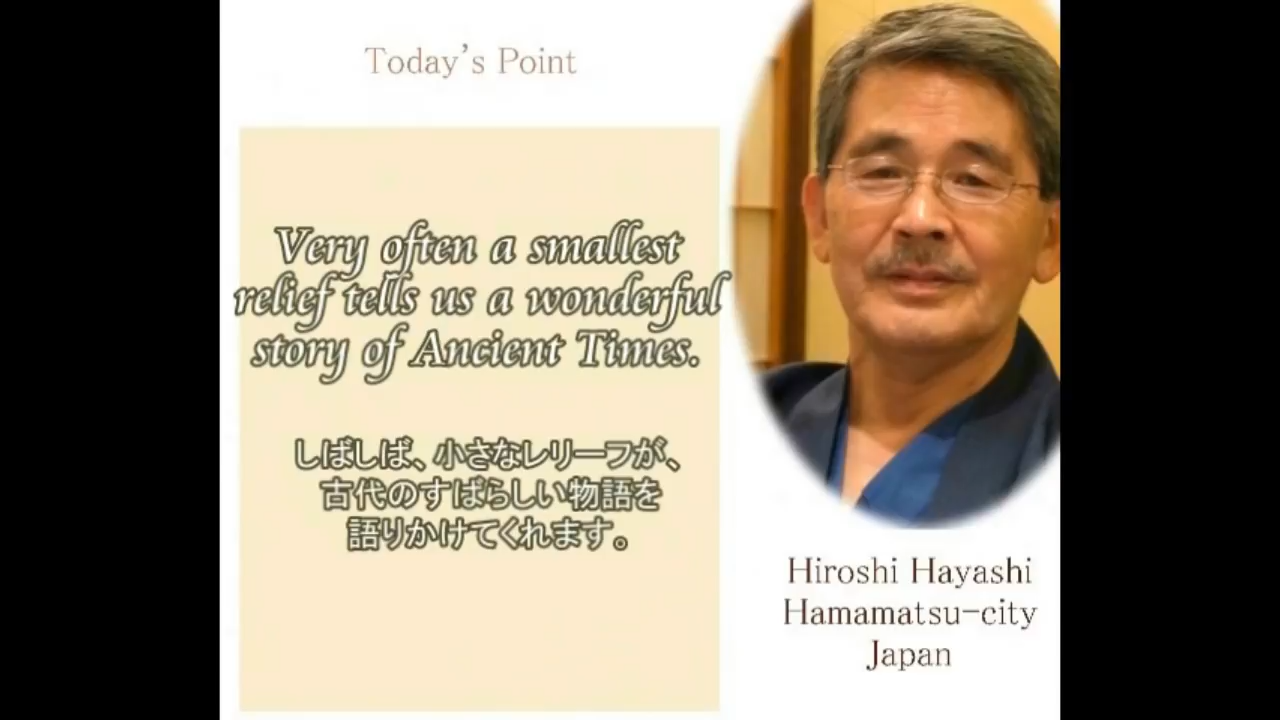 Today's Point
Very often a smallest
relief tells us a wonderful
story of Ancient Times.
しばしば、小さなレリーフが、
古代のすばらしい物語を
語りかけてくれます。
Hiroshi Hayashi
Hamamatsu-city
Japan